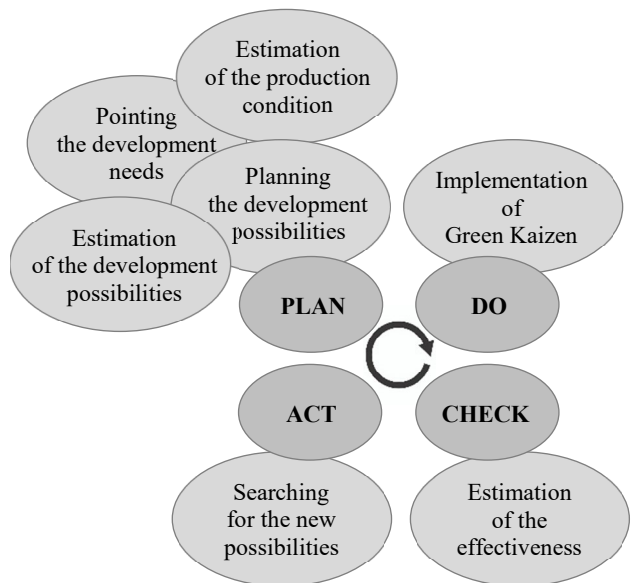 Estimation
of the production
condition
Pointing
the development
needs
Planning
the development
possibilities
Implementation
of
Green Kaizen
Estimation
of the development
possibilities
PLAN
DO
ACT
CHECK
Searching
for the new
possibilities
Estimation
of the
effectiveness